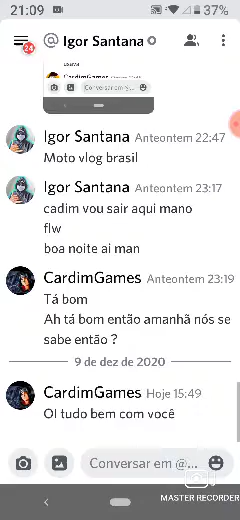 21:09 37%
24 @ Igor Santana
CardimGames
Conversar em @...
Igor Santana Anteontem 22:47
Moto vlog brasil
Igor Santana Anteontem 23:17
cadim vou sair aqui mano
flw
boa noite ai man
CardimGames Anteontem 23:19
Tá bom
Ah tá bom então amanhã nós se
sabe então ?
9 de dez de 2020
CardimGames Hoje 15:49
OI tudo bem com você
Conversar em @...
MASTER RECORDER